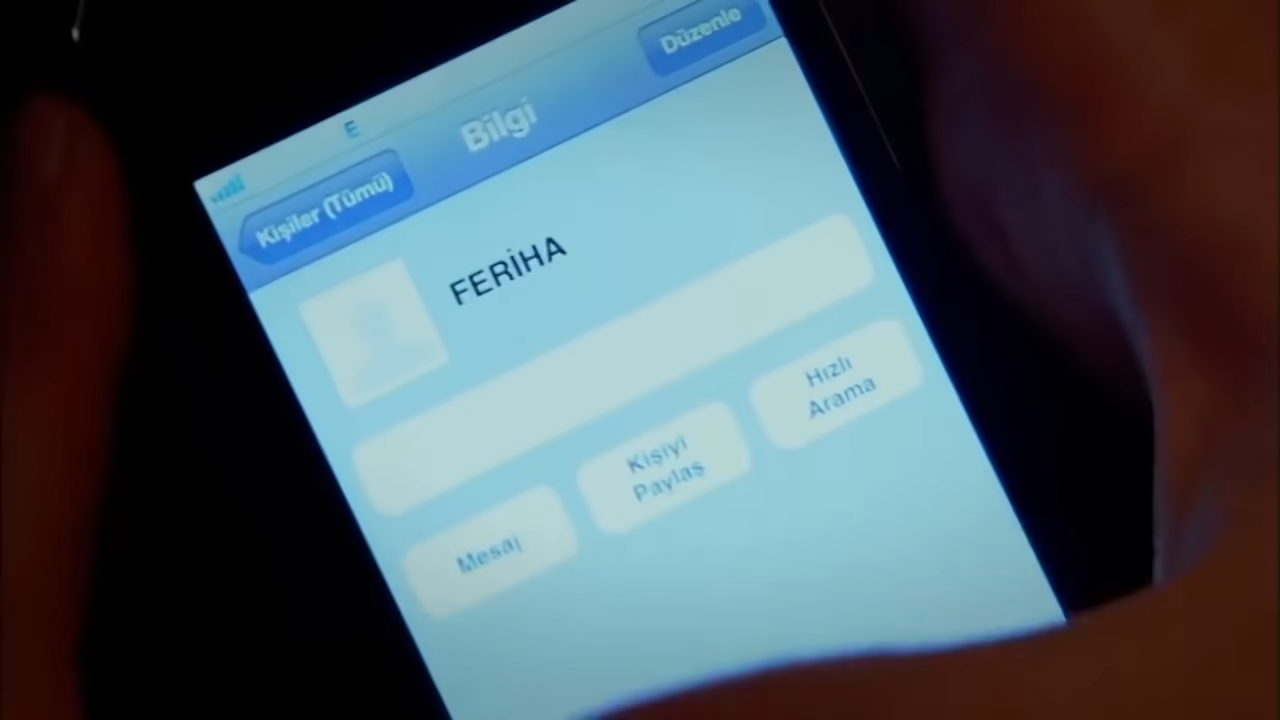 E
Kişiler (Tümü)
Bilgi
Düzenle
FERİHA
Mesaj
Kişiyi
Paylaş
Hızlı
Arama